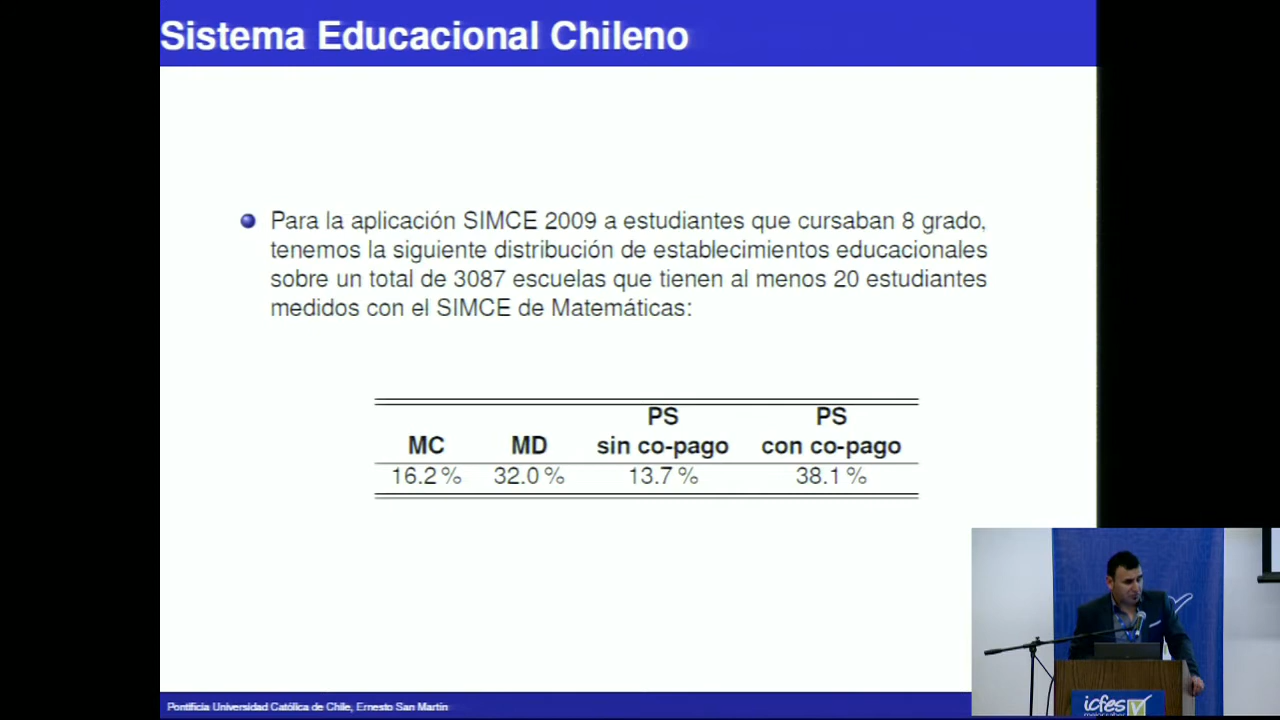 Sistema Educacional Chileno
Para la aplicación SIMCE 2009 a estudiantes que cursaban 8 grado,
tenemos la siguiente distribución de establecimientos educacionales
sobre un total de 3087 escuelas que tienen al menos 20 estudiantes
medidos con el SIMCE de Matemáticas:
PS PS
MC MD sin co-pago con co-pago
16.2 % 32.0 % 13.7 % 38.1 %
Pontificia Universidad Católica de Chile, Ernesto San Martín
icfes